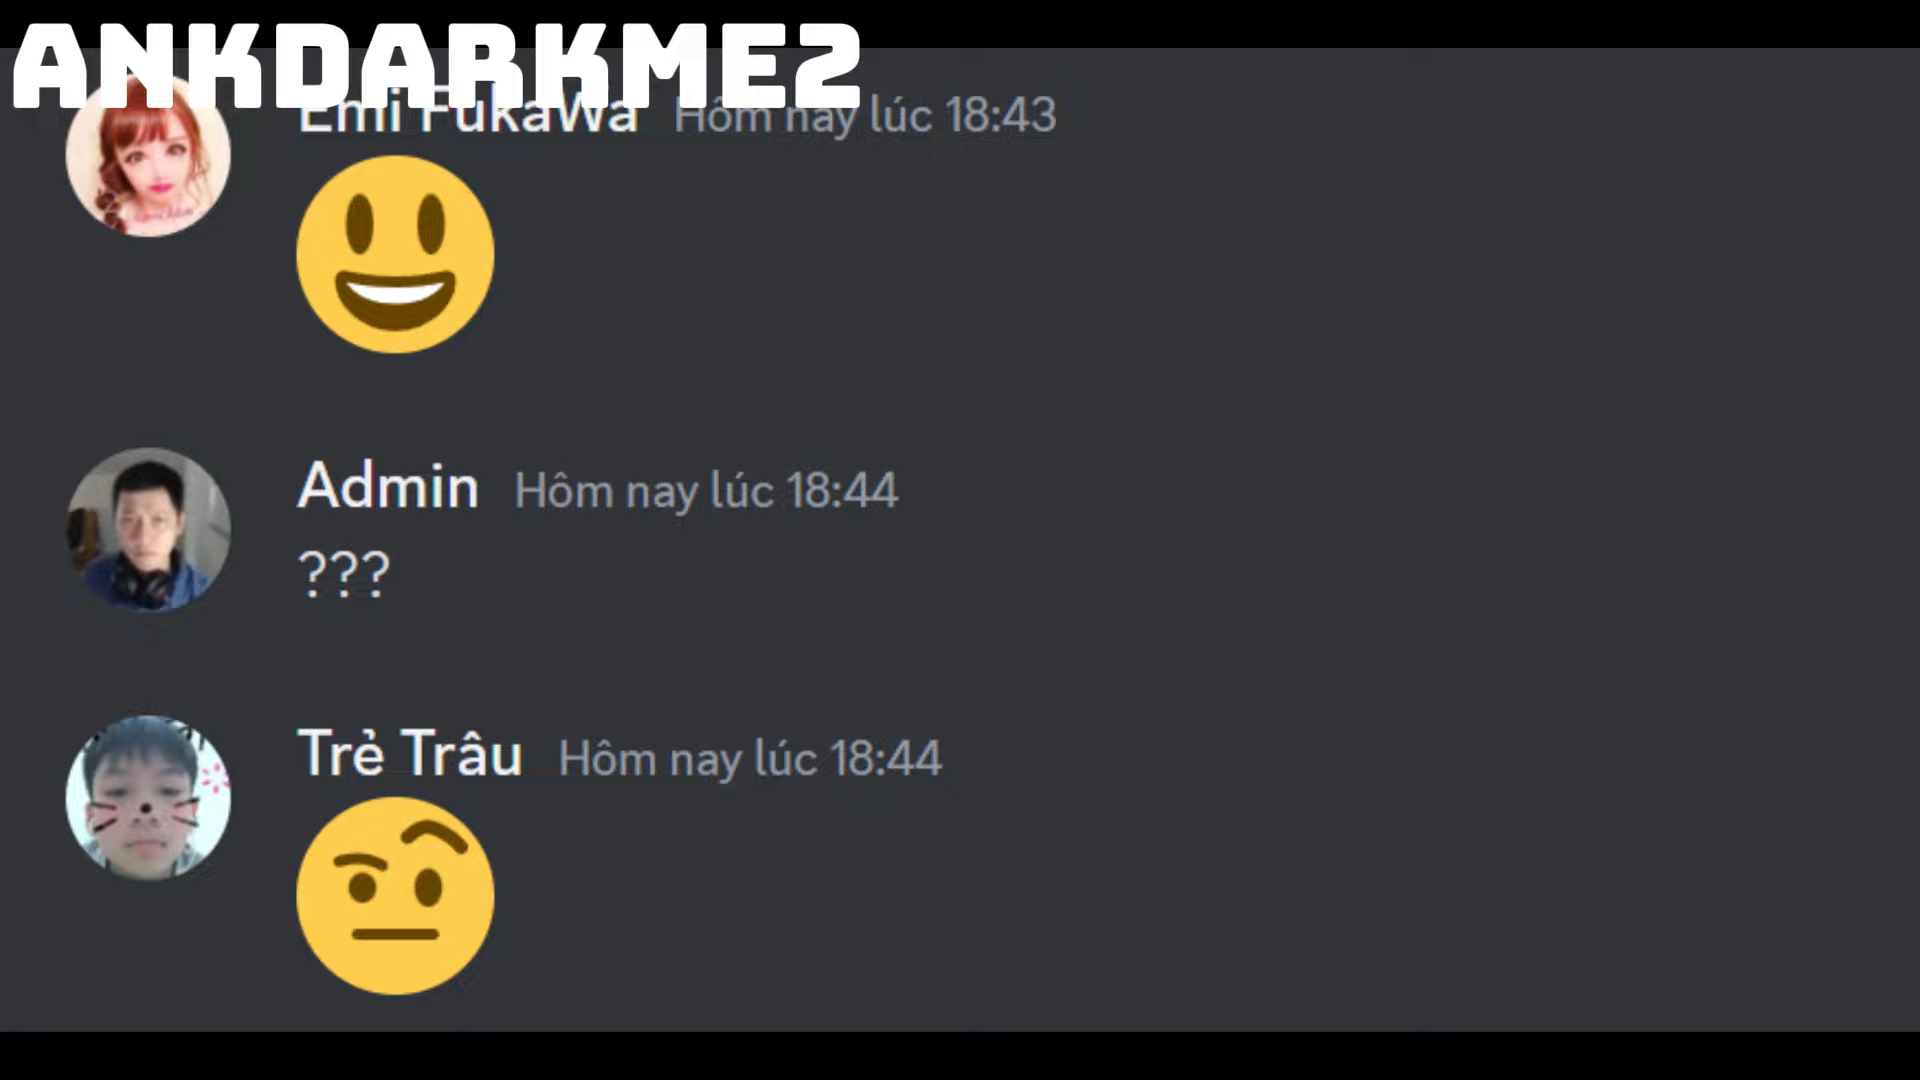 ANKDARKME2
Emi FukaWa Hôm nay lúc 18:43
Admin Hôm nay lúc 18:44
???
Trẻ Trâu Hôm nay lúc 18:44